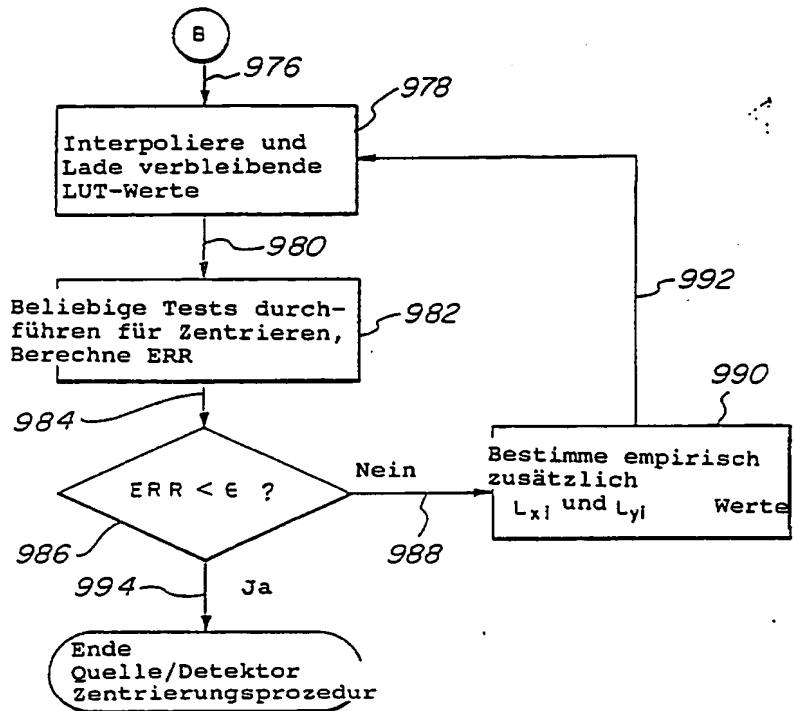 B
976
978
Interpoliere und
Lade verbleibende
LUT-Werte
980
992
Beliebige Tests durch-
führen für Zentrieren,
Berechne ERR
982
984
990
ERR < ϵ ?
Nein
Bestimme empirisch
zusätzlich
Lxi und Lyi Werte
986
988
994
Ja
Ende
Quelle/Detektor
Zentrierungsprozedur